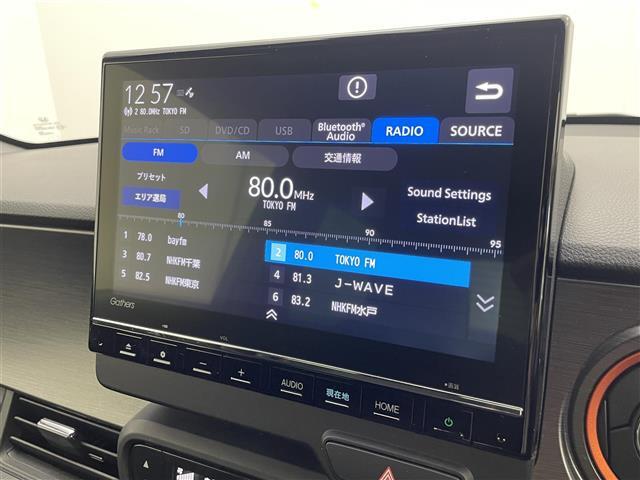 12 57
2 80.0MHz TOKYO FM
Music Rack SD DVD/CD USB Bluetooth® Audio RADIO SOURCE
FM AM 交通情報
プリセット
エリア選局
80.0MHz
TOKYO FM
Sound Settings
StationList
80 85 90 95
1 78.0 bayfm
2 80.0 TOKYO FM
3 80.7 NHKFM千葉
4 81.3 J-WAVE
5 82.5 NHKFM東京
6 83.2 NHKFM水戸
Gathers
VOL
画質
AUDIO 現在地 HOME